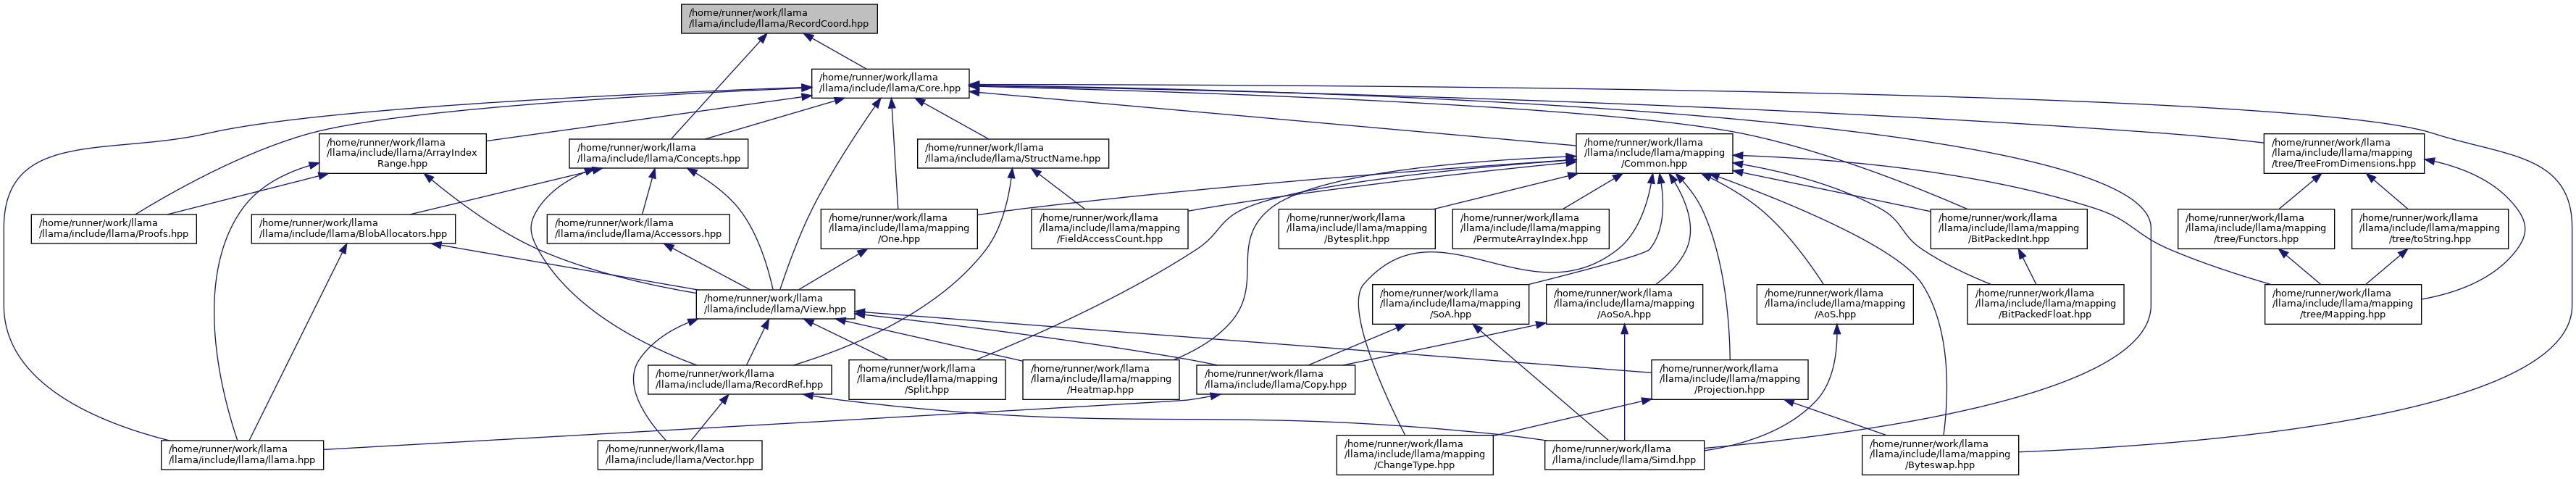 /home/runner/work/llama
/llama/include/llama/RecordCoord.hpp
/home/runner/work/llama
/llama/include/llama/Core.hpp
/home/runner/work/llama
/llama/include/llama/ArrayIndex
Range.hpp
/home/runner/work/llama
/llama/include/llama/Concepts.hpp
/home/runner/work/llama
/llama/include/llama/StructName.hpp
/home/runner/work/llama
/llama/include/llama/mapping
/Common.hpp
/home/runner/work/llama
/llama/include/llama/mapping
/tree/TreeFromDimensions.hpp
/home/runner/work/llama
/llama/include/llama/Proofs.hpp
/home/runner/work/llama
/llama/include/llama/BlobAllocators.hpp
/home/runner/work/llama
/llama/include/llama/Accessors.hpp
/home/runner/work/llama
/llama/include/llama/mapping
/One.hpp
/home/runner/work/llama
/llama/include/llama/mapping
/FieldAccessCount.hpp
/home/runner/work/llama
/llama/include/llama/mapping
/Bytesplit.hpp
/home/runner/work/llama
/llama/include/llama/mapping
/PermuteArrayIndex.hpp
/home/runner/work/llama
/llama/include/llama/mapping
/BitPackedInt.hpp
/home/runner/work/llama
/llama/include/llama/mapping
/tree/Functors.hpp
/home/runner/work/llama
/llama/include/llama/mapping
/tree/toString.hpp
/home/runner/work/llama
/llama/include/llama/View.hpp
/home/runner/work/llama
/llama/include/llama/mapping
/SoA.hpp
/home/runner/work/llama
/llama/include/llama/mapping
/AoSoA.hpp
/home/runner/work/llama
/llama/include/llama/mapping
/AoS.hpp
/home/runner/work/llama
/llama/include/llama/mapping
/BitPackedFloat.hpp
/home/runner/work/llama
/llama/include/llama/mapping
/tree/Mapping.hpp
/home/runner/work/llama
/llama/include/llama/RecordRef.hpp
/home/runner/work/llama
/llama/include/llama/mapping
/Split.hpp
/home/runner/work/llama
/llama/include/llama/mapping
/Heatmap.hpp
/home/runner/work/llama
/llama/include/llama/Copy.hpp
/home/runner/work/llama
/llama/include/llama/mapping
/Projection.hpp
/home/runner/work/llama
/llama/include/llama/llama.hpp
/home/runner/work/llama
/llama/include/llama/Vector.hpp
/home/runner/work/llama
/llama/include/llama/mapping
/ChangeType.hpp
/home/runner/work/llama
/llama/include/llama/Simd.hpp
/home/runner/work/llama
/llama/include/llama/mapping
/Byteswap.hpp